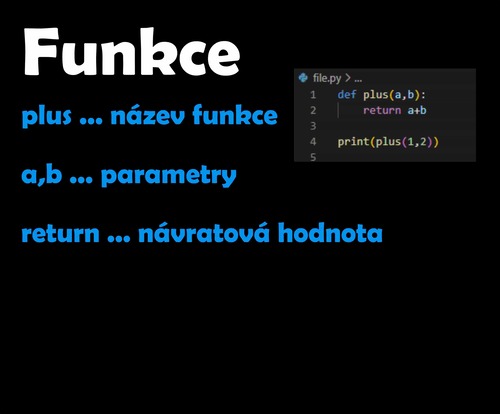 Funkce
plus ... název funkce
a,b ... parametry
return ... návratová hodnota
file.py > ...
1 def plus(a,b):
2 return a+b
3
4 print(plus(1,2))
5